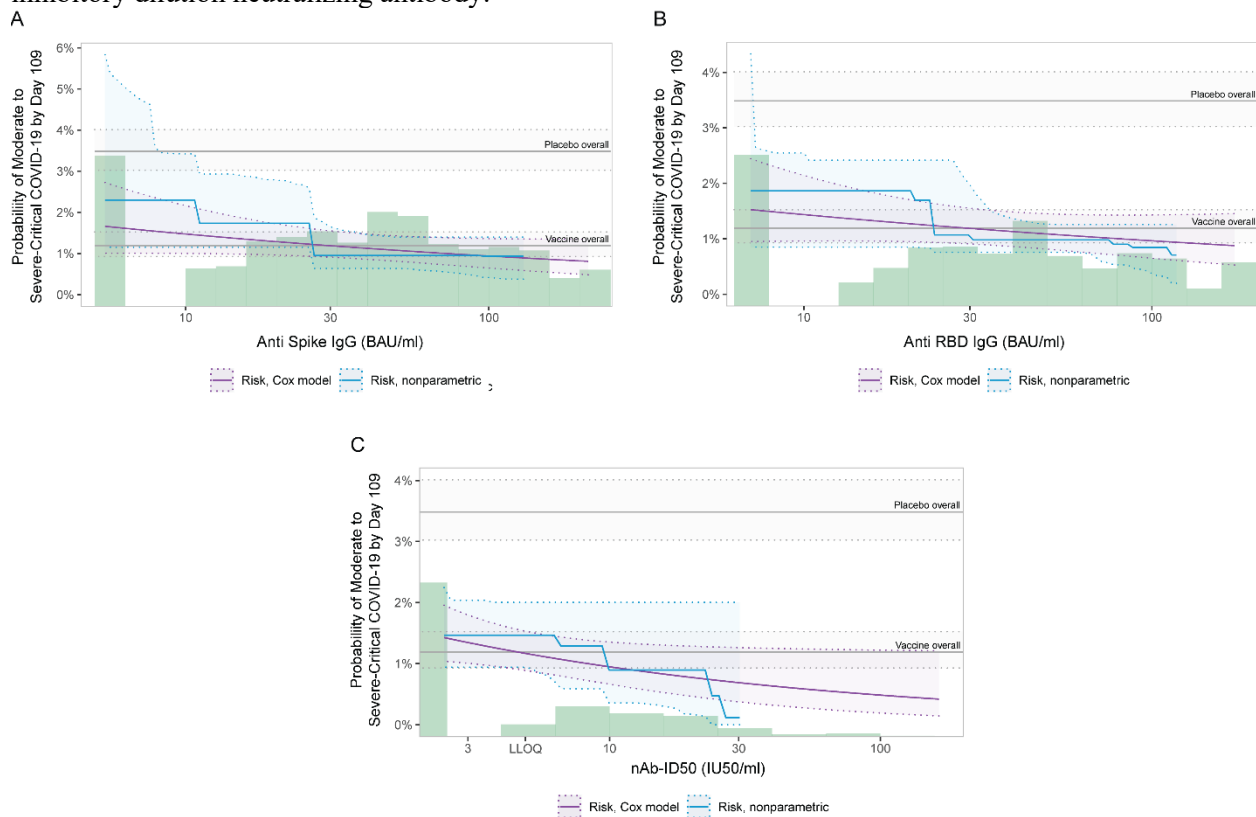 inhibitory dilution neutralizing antibody.
A
Probability of Moderate to
Severe-Critical COVID-19 by Day 109
6%
5%
4%
3%
2%
1%
0%
Placebo overall
Vaccine overall
10
30
100
Anti Spike IgG (BAU/ml)
Risk, Cox model
Risk, nonparametric
B
Probability of Moderate to
Severe-Critical COVID-19 by Day 109
4%
3%
2%
1%
0%
Placebo overall
Vaccine overall
10
30
100
Anti RBD IgG (BAU/ml)
Risk, Cox model
Risk, nonparametric
C
Probability of Moderate to
Severe-Critical COVID-19 by Day 109
4%
3%
2%
1%
0%
Placebo overall
Vaccine overall
3
LLOQ
10
30
100
nAb-ID50 (IU50/ml)
Risk, Cox model
Risk, nonparametric